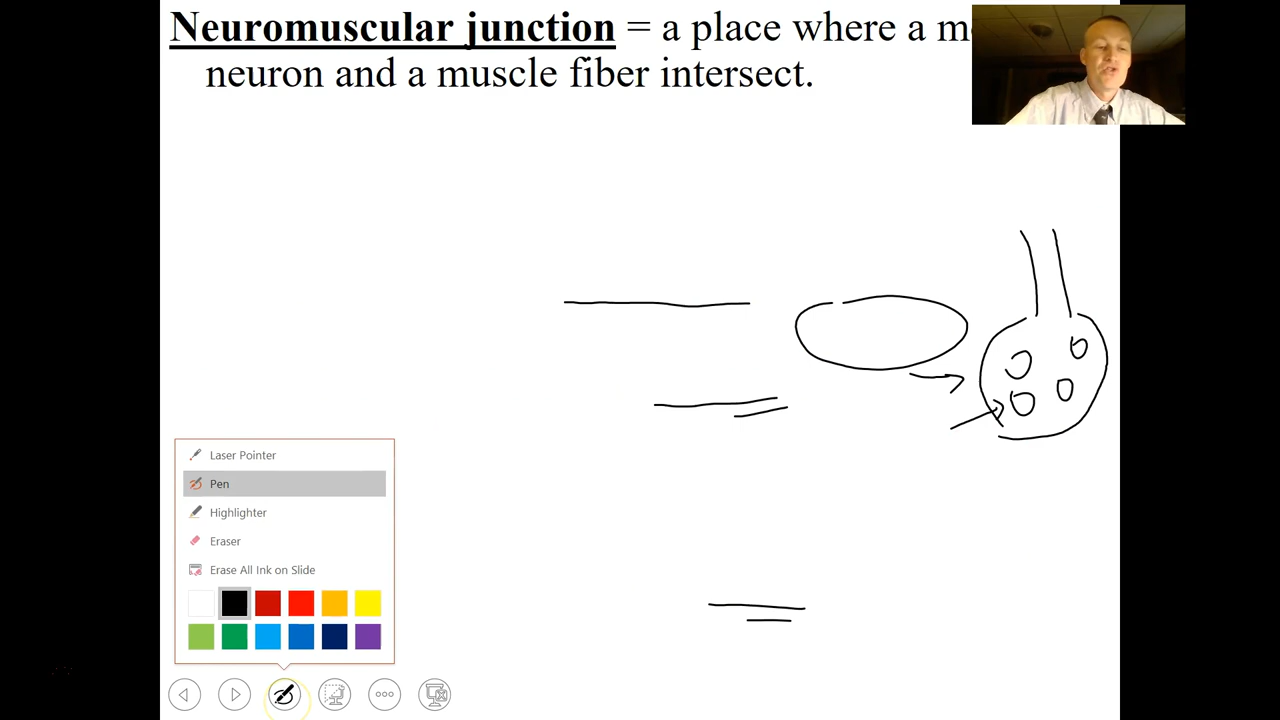 Neuromuscular junction = a place where a
neuron and a muscle fiber intersect.
Laser Pointer
Pen
Highlighter
Eraser
Erase All Ink on Slide